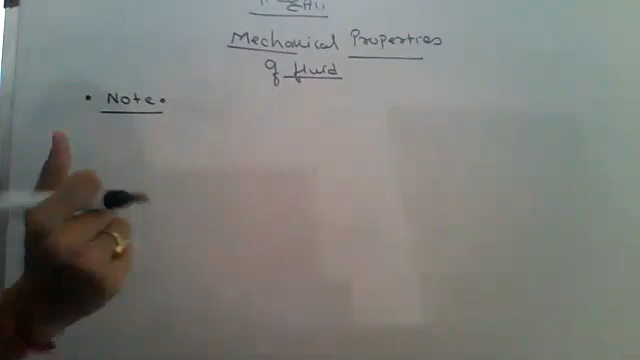 Mechanical Properties
of fluid
• Note •